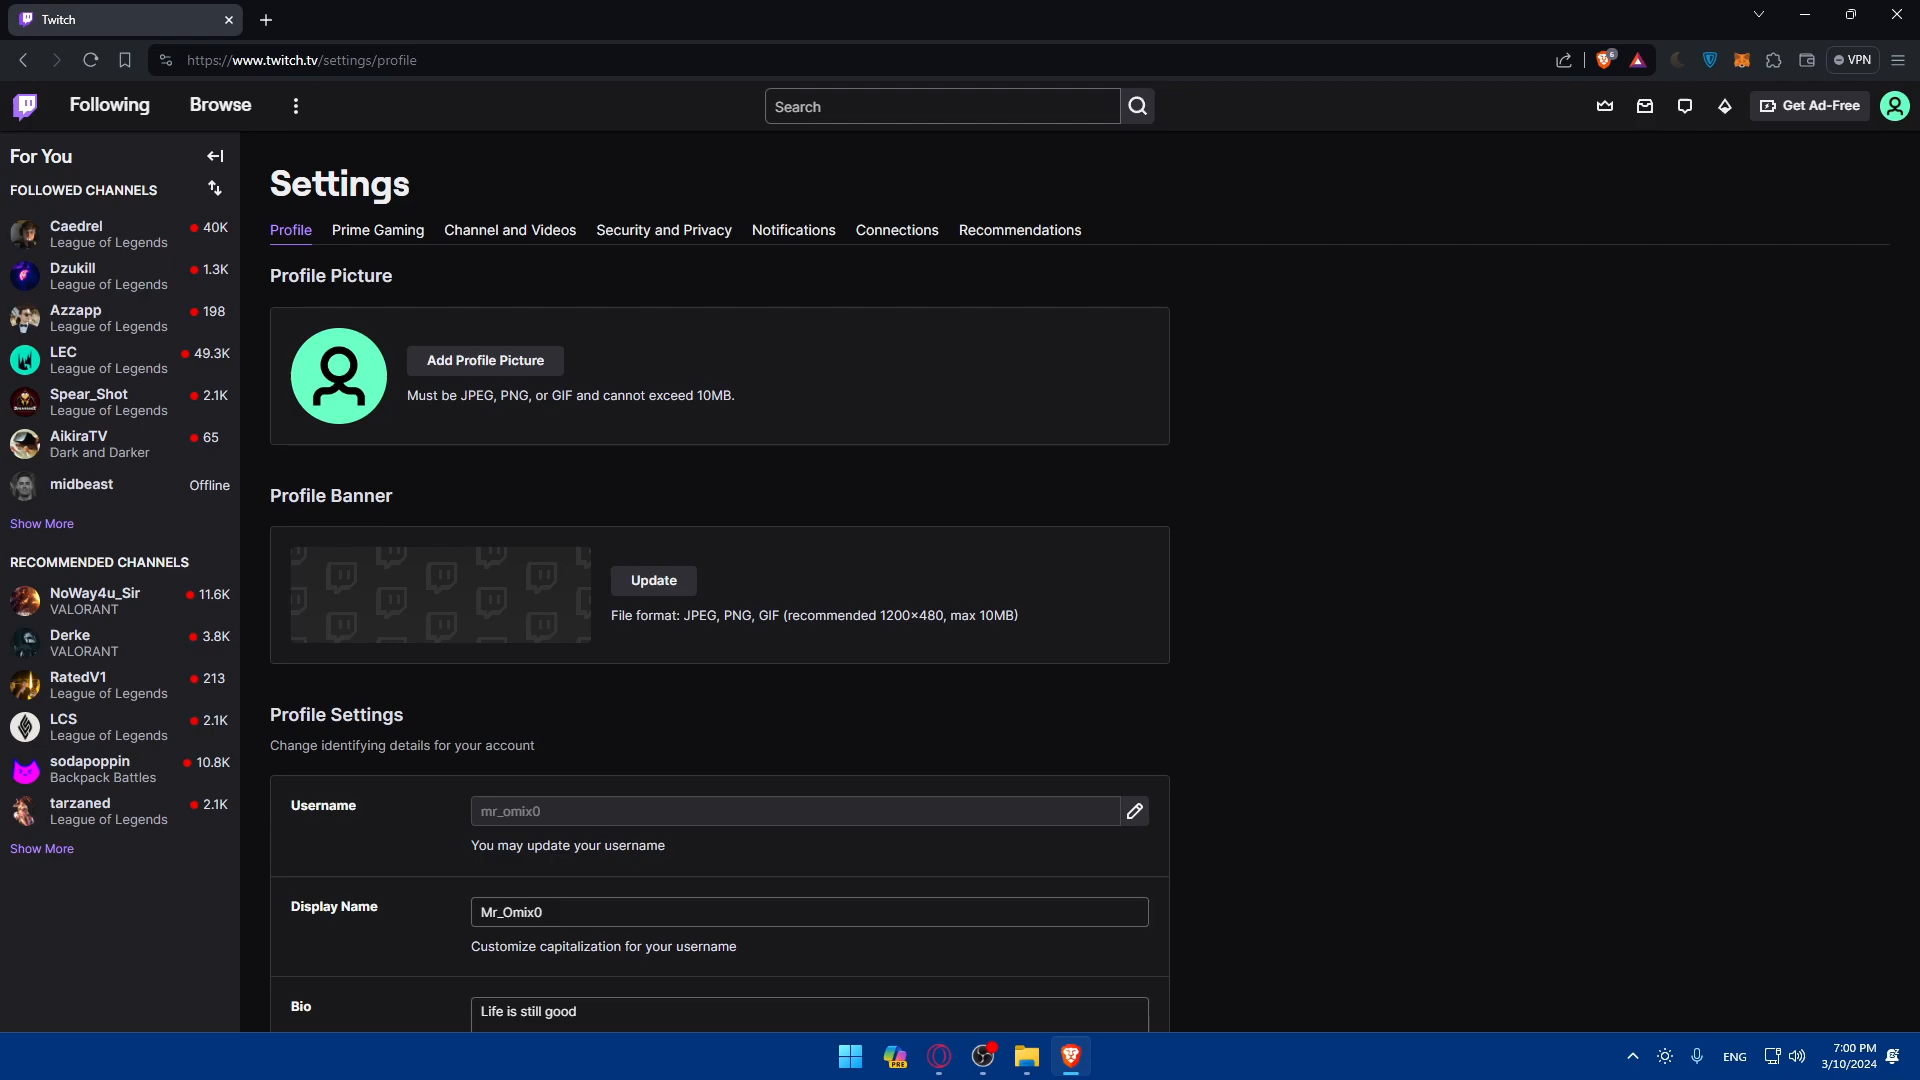 Twitch
https://www.twitch.tv/settings/profile
6
VPN
Following
Browse
Search
Get Ad-Free
For You
FOLLOWED CHANNELS
Caedrel
40K
League of Legends
Dzukill
1.3K
League of Legends
Azzapp
198
League of Legends
LEC
49.3K
League of Legends
Spear_Shot
2.1K
League of Legends
AikiraTV
65
Dark and Darker
midbeast
Offline
Show More
RECOMMENDED CHANNELS
NoWay4u_Sir
11.6K
VALORANT
Derke
3.8K
VALORANT
RatedV1
213
League of Legends
LCS
2.1K
League of Legends
sodapoppin
10.8K
Backpack Battles
tarzaned
2.1K
League of Legends
Show More
Settings
Profile
Prime Gaming
Channel and Videos
Security and Privacy
Notifications
Connections
Recommendations
Profile Picture
Add Profile Picture
Must be JPEG, PNG, or GIF and cannot exceed 10MB.
Profile Banner
Update
File format: JPEG, PNG, GIF (recommended 1200×480, max 10MB)
Profile Settings
Change identifying details for your account
Username
mr_omix0
You may update your username
Display Name
Mr_Omix0
Customize capitalization for your username
Bio
Life is still good
PRE
ENG
7:00 PM
3/10/2024